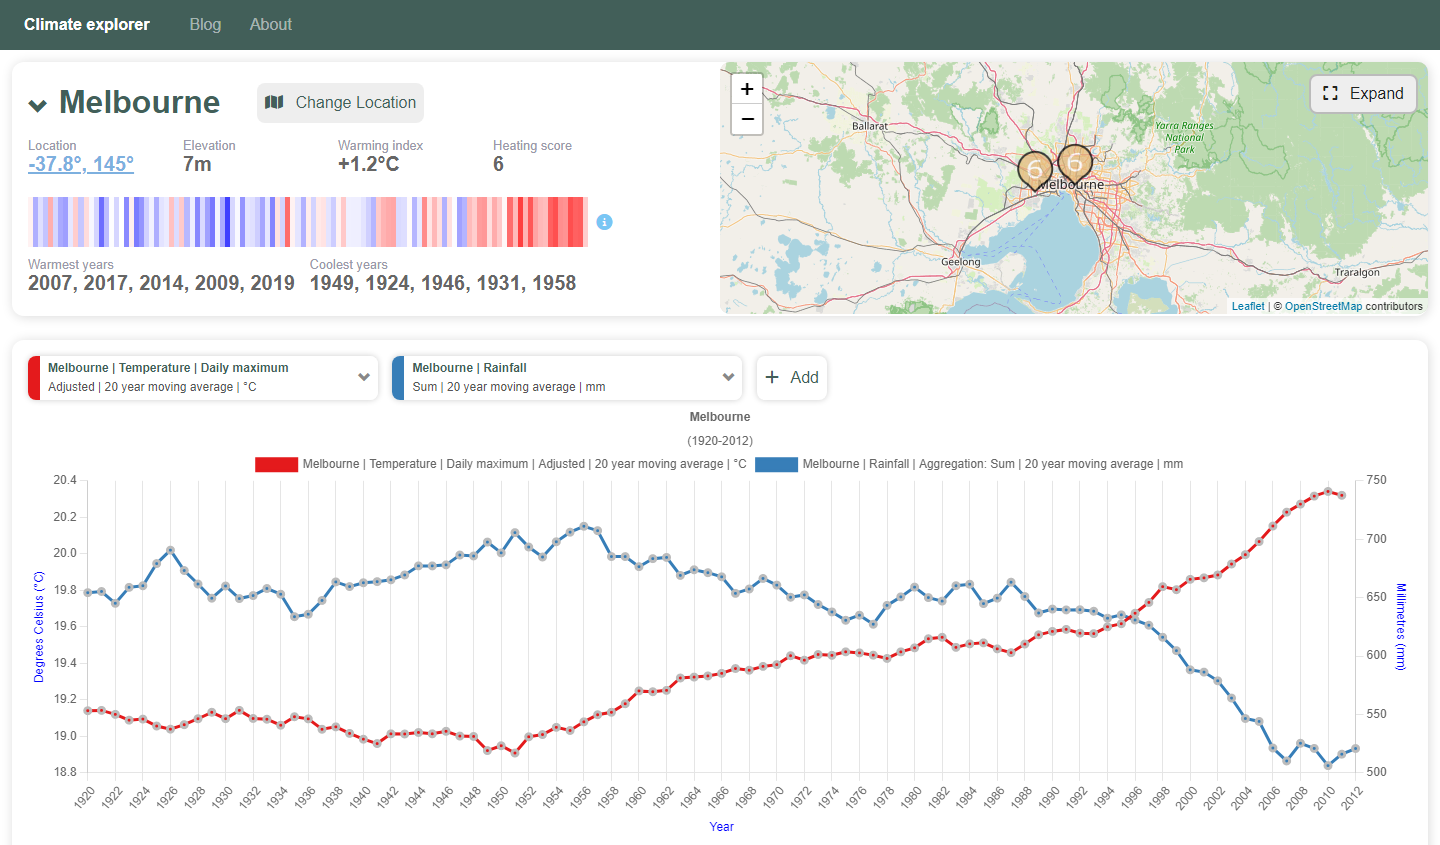 Climate explorer Blog About
Melbourne Change Location
Location Elevation Warming index Heating score
-37.8°, 145° 7m +1.2°C 6
Warmest years Coolest years
2007, 2017, 2014, 2009, 2019 1949, 1924, 1946, 1931, 1958
+
−
Expand
Ballarat
Yarra Ranges
National
Park
6 6
Melbourne
Geelong
Traralgon
Leaflet | © OpenStreetMap contributors
Melbourne | Temperature | Daily maximum
Adjusted | 20 year moving average | °C
Melbourne | Rainfall
Sum | 20 year moving average | mm
+ Add
Melbourne
(1920-2012)
Melbourne | Temperature | Daily maximum | Adjusted | 20 year moving average | °C Melbourne | Rainfall | Aggregation: Sum | 20 year moving average | mm
20.4
20.2
20.0
19.8
19.6
19.4
19.2
19.0
18.8
Degrees Celsius (°C)
750
700
650
600
550
500
Millimetres (mm)
1920 1922 1924 1926 1928 1930 1932 1934 1936 1938 1940 1942 1944 1946 1948 1950 1952 1954 1956 1958 1960 1962 1964 1966 1968 1970 1972 1974 1976 1978 1980 1982 1984 1986 1988 1990 1992 1994 1996 1998 2000 2002 2004 2006 2008 2010 2012
Year